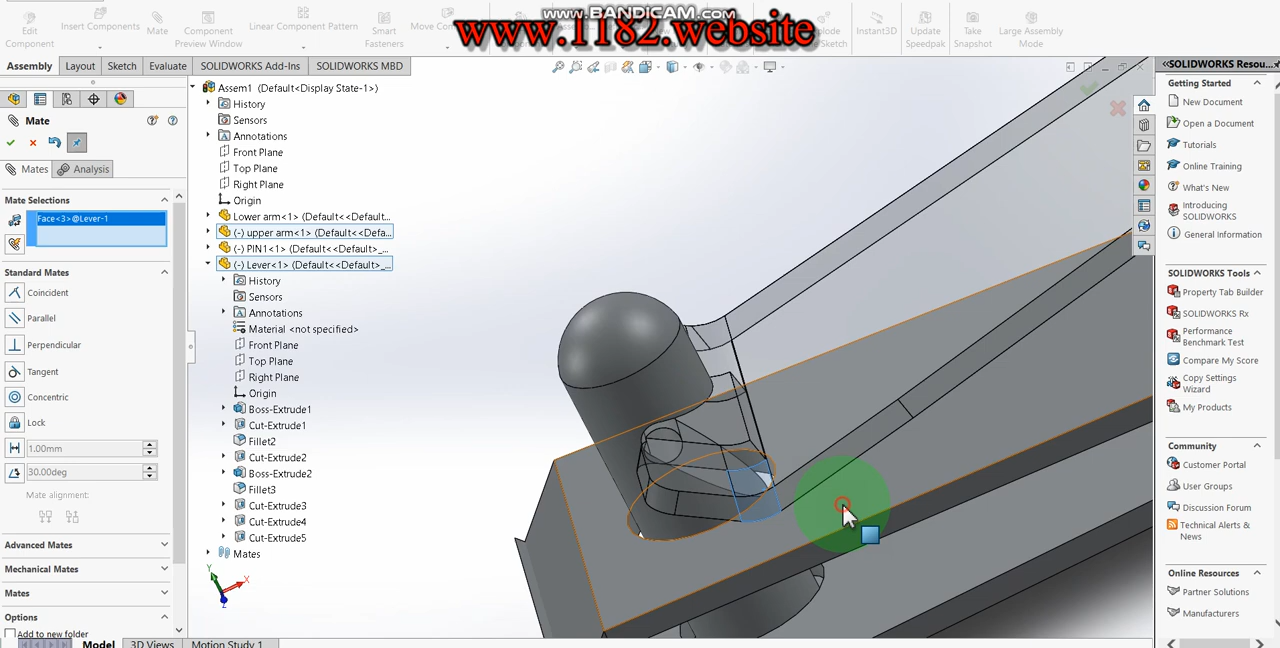 www.BANDICAM.com
www.1182.website
Edit Component
Insert Components
Mate
Component Preview Window
Linear Component Pattern
Smart Fasteners
Move Co
Instant3D
Update Speedpak
Take Snapshot
Large Assembly Mode
Assembly
Layout
Sketch
Evaluate
SOLIDWORKS Add-Ins
SOLIDWORKS MBD
Mate
Mates
Analysis
Mate Selections
Face<3>@Lever-1
Standard Mates
Coincident
Parallel
Perpendicular
Tangent
Concentric
Lock
1.00mm
30.00deg
Mate alignment:
Advanced Mates
Mechanical Mates
Mates
Options
Add to new folder
Assem1 (Default<Display State-1>)
History
Sensors
Annotations
Front Plane
Top Plane
Right Plane
Origin
Lower arm<1> (Default<<Default...
(-) upper arm<1> (Default<<Defa...
(-) PIN1<1> (Default<<Default>_...
(-) Lever<1> (Default<<Default>_...
History
Sensors
Annotations
Material <not specified>
Front Plane
Top Plane
Right Plane
Origin
Boss-Extrude1
Cut-Extrude1
Fillet2
Cut-Extrude2
Boss-Extrude2
Fillet3
Cut-Extrude3
Cut-Extrude4
Cut-Extrude5
Mates
Y
X
Z
Model
3D Views
Motion Study 1
SOLIDWORKS Resou...
Getting Started
New Document
Open a Document
Tutorials
Online Training
What's New
Introducing SOLIDWORKS
General Information
SOLIDWORKS Tools
Property Tab Builder
SOLIDWORKS Rx
Performance Benchmark Test
Compare My Score
Copy Settings Wizard
My Products
Community
Customer Portal
User Groups
Discussion Forum
Technical Alerts & News
Online Resources
Partner Solutions
Manufacturers